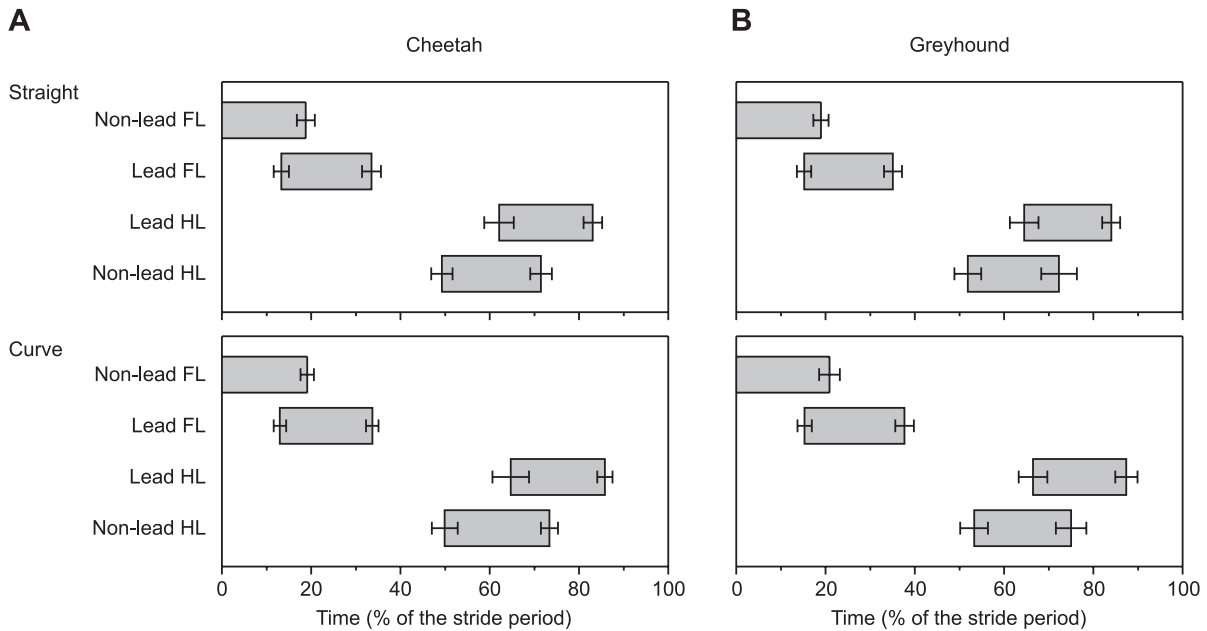 A
B
Cheetah
Greyhound
Straight
Non-lead FL
Lead FL
Lead HL
Non-lead HL
Curve
Non-lead FL
Lead FL
Lead HL
Non-lead HL
0 20 40 60 80 100
0 20 40 60 80 100
Time (% of the stride period)
Time (% of the stride period)